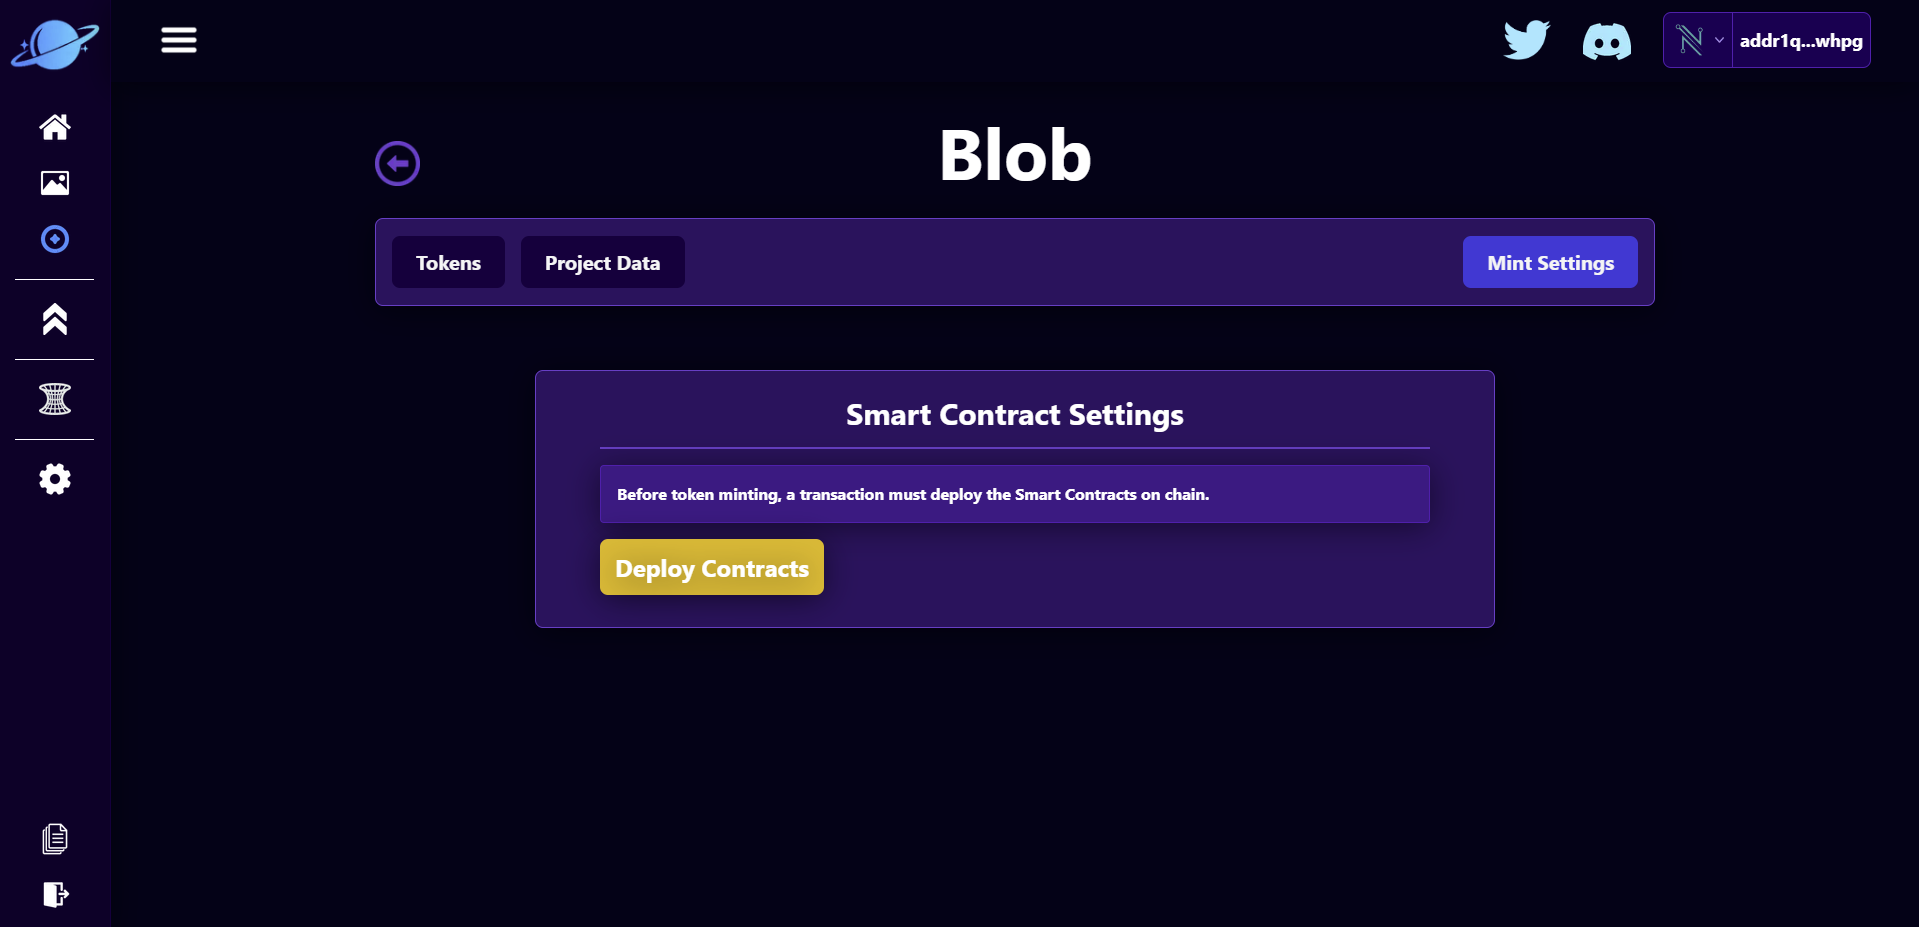 addr1q...whpg
Blob
Tokens
Project Data
Mint Settings
Smart Contract Settings
Before token minting, a transaction must deploy the Smart Contracts on chain.
Deploy Contracts